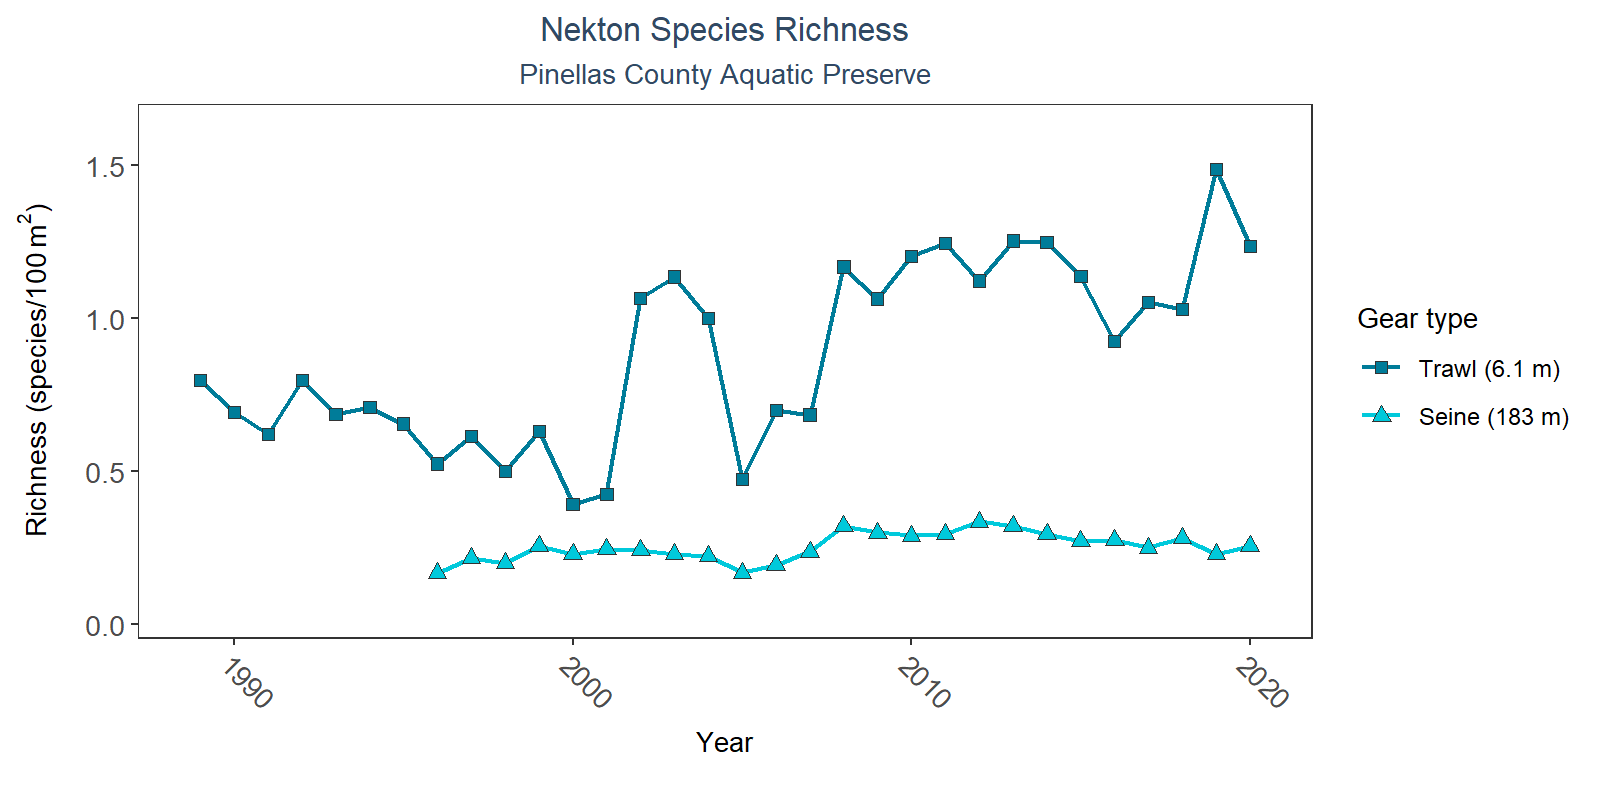 Nekton Species Richness
Pinellas County Aquatic Preserve
Richness (species/100 m²)
1.5
1.0
0.5
0.0
1990
2000
2010
2020
Year
Gear type
Trawl (6.1 m)
Seine (183 m)